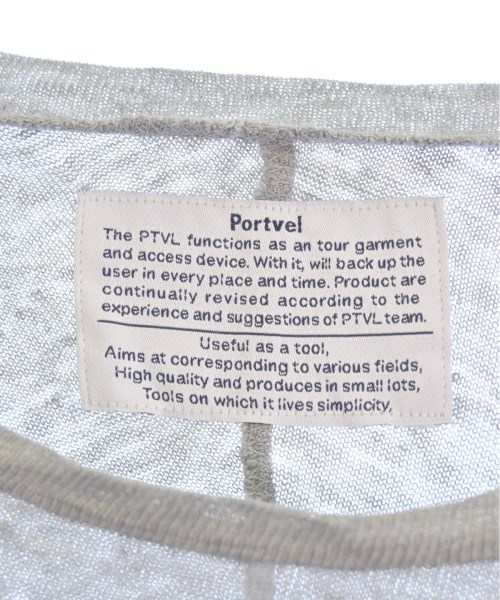 Portvel
The PTVL functions as an tour garment
and access device. With it, will back up the
user in every place and time. Product are
continually revised according to the
experience and suggestions of PTVL team.
Useful as a tool,
Aims at corresponding to various fields,
High quality and produces in small lots,
Tools on which it lives simplicity,